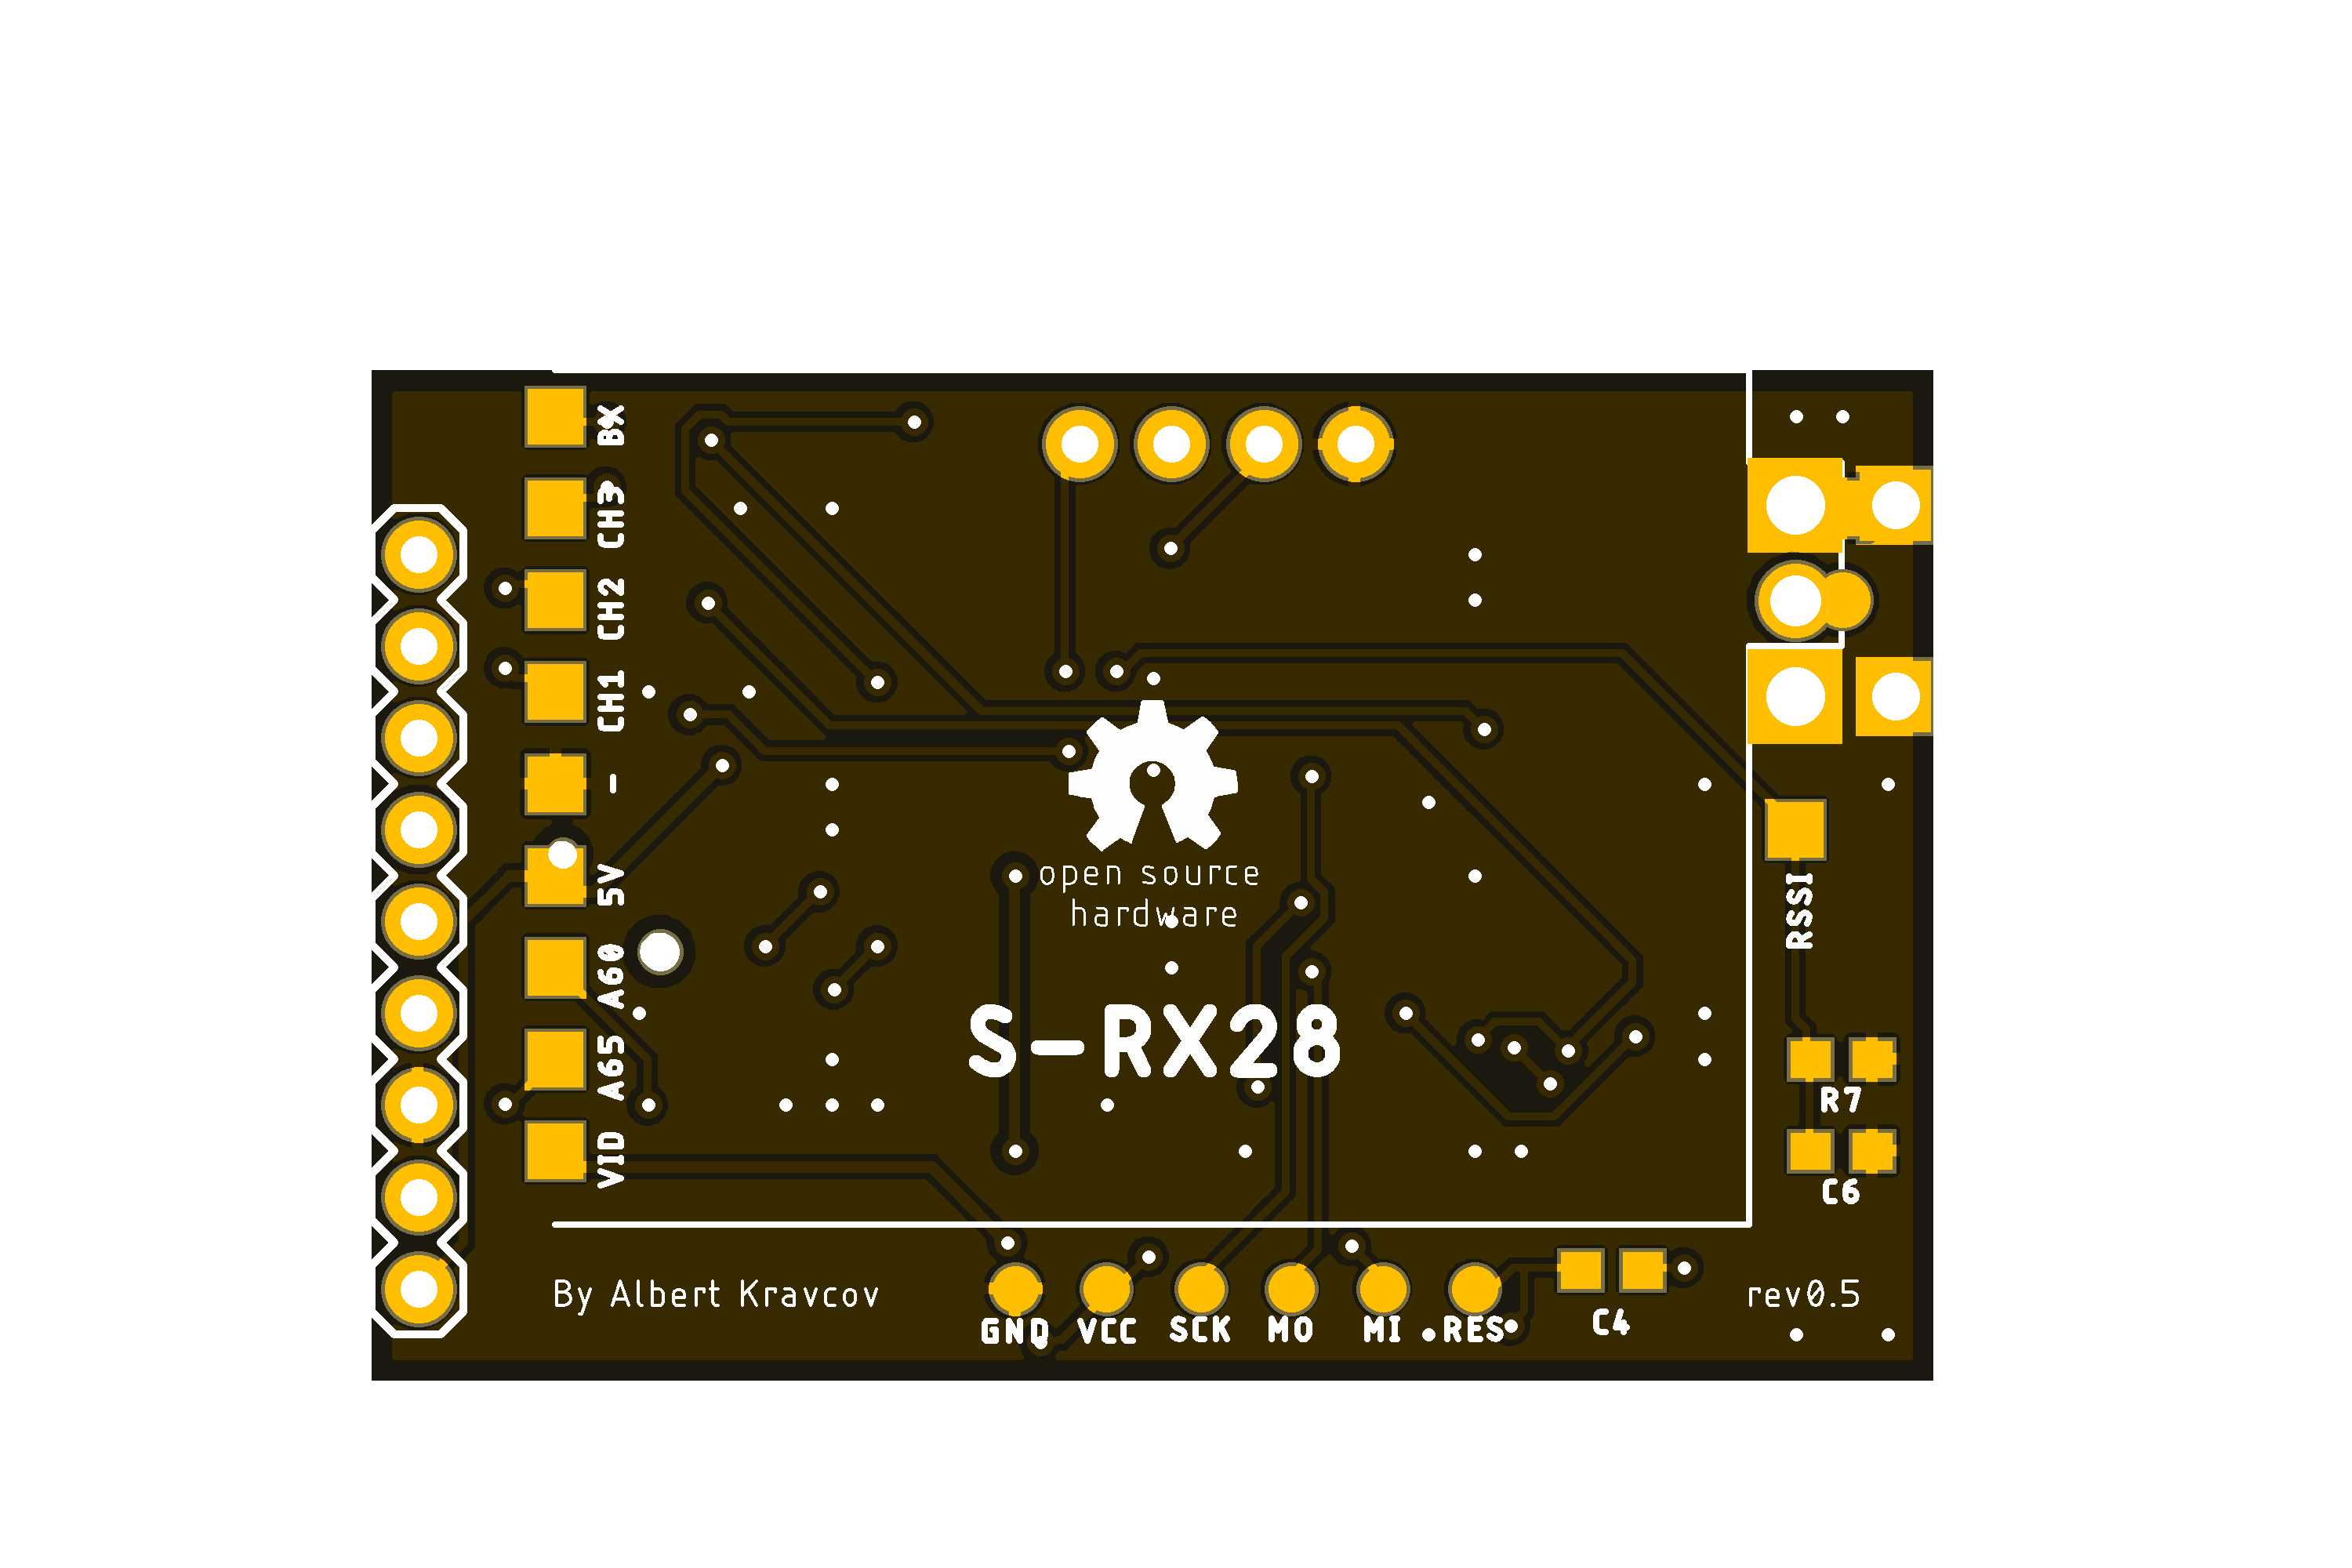 BX
CH3
CH2
CH1
-
5V
A60
A65
VID
open source
hardware
S-RX28
RSSI
R7
C6
By Albert Kravcov
rev0.5
GND VCC SCK MO MI .RES
C4